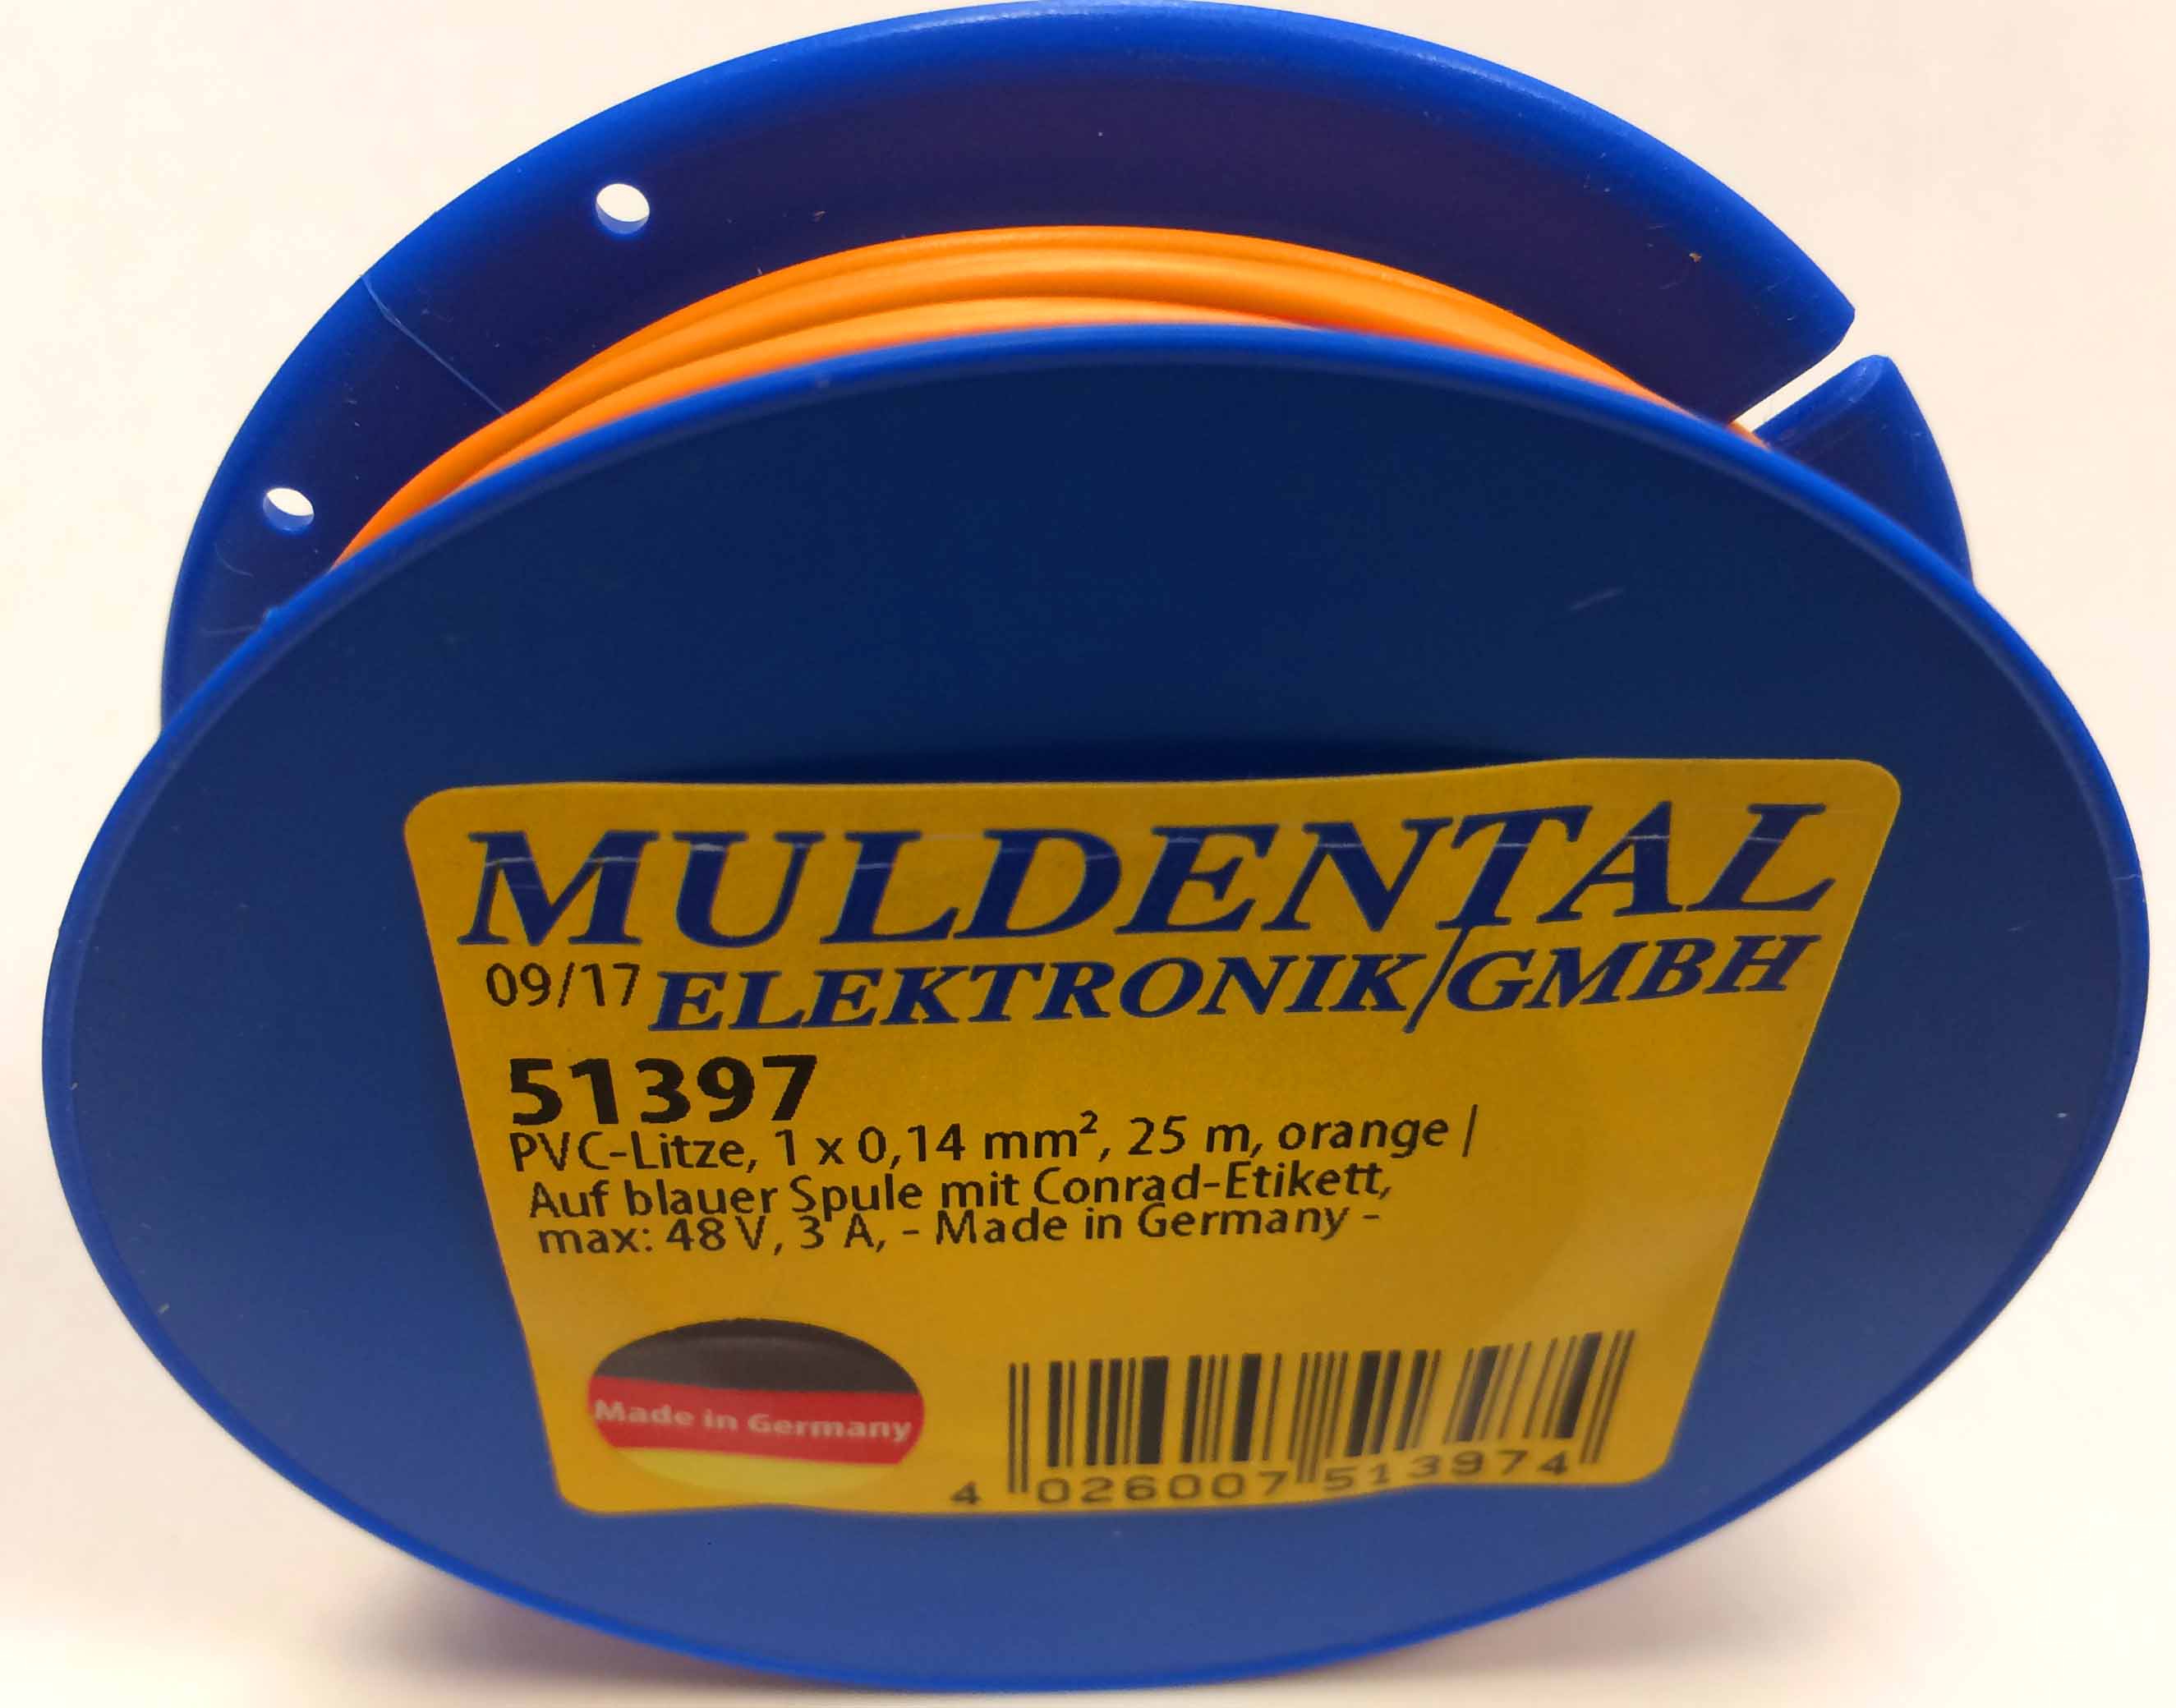 MULDENTAL
09/17 ELEKTRONIK/GMBH
51397
PVC-Litze, 1 x 0,14 mm², 25 m, orange |
Auf blauer Spule mit Conrad-Etikett,
max: 48 V, 3 A, - Made in Germany -
Made in Germany
4 026007 513974